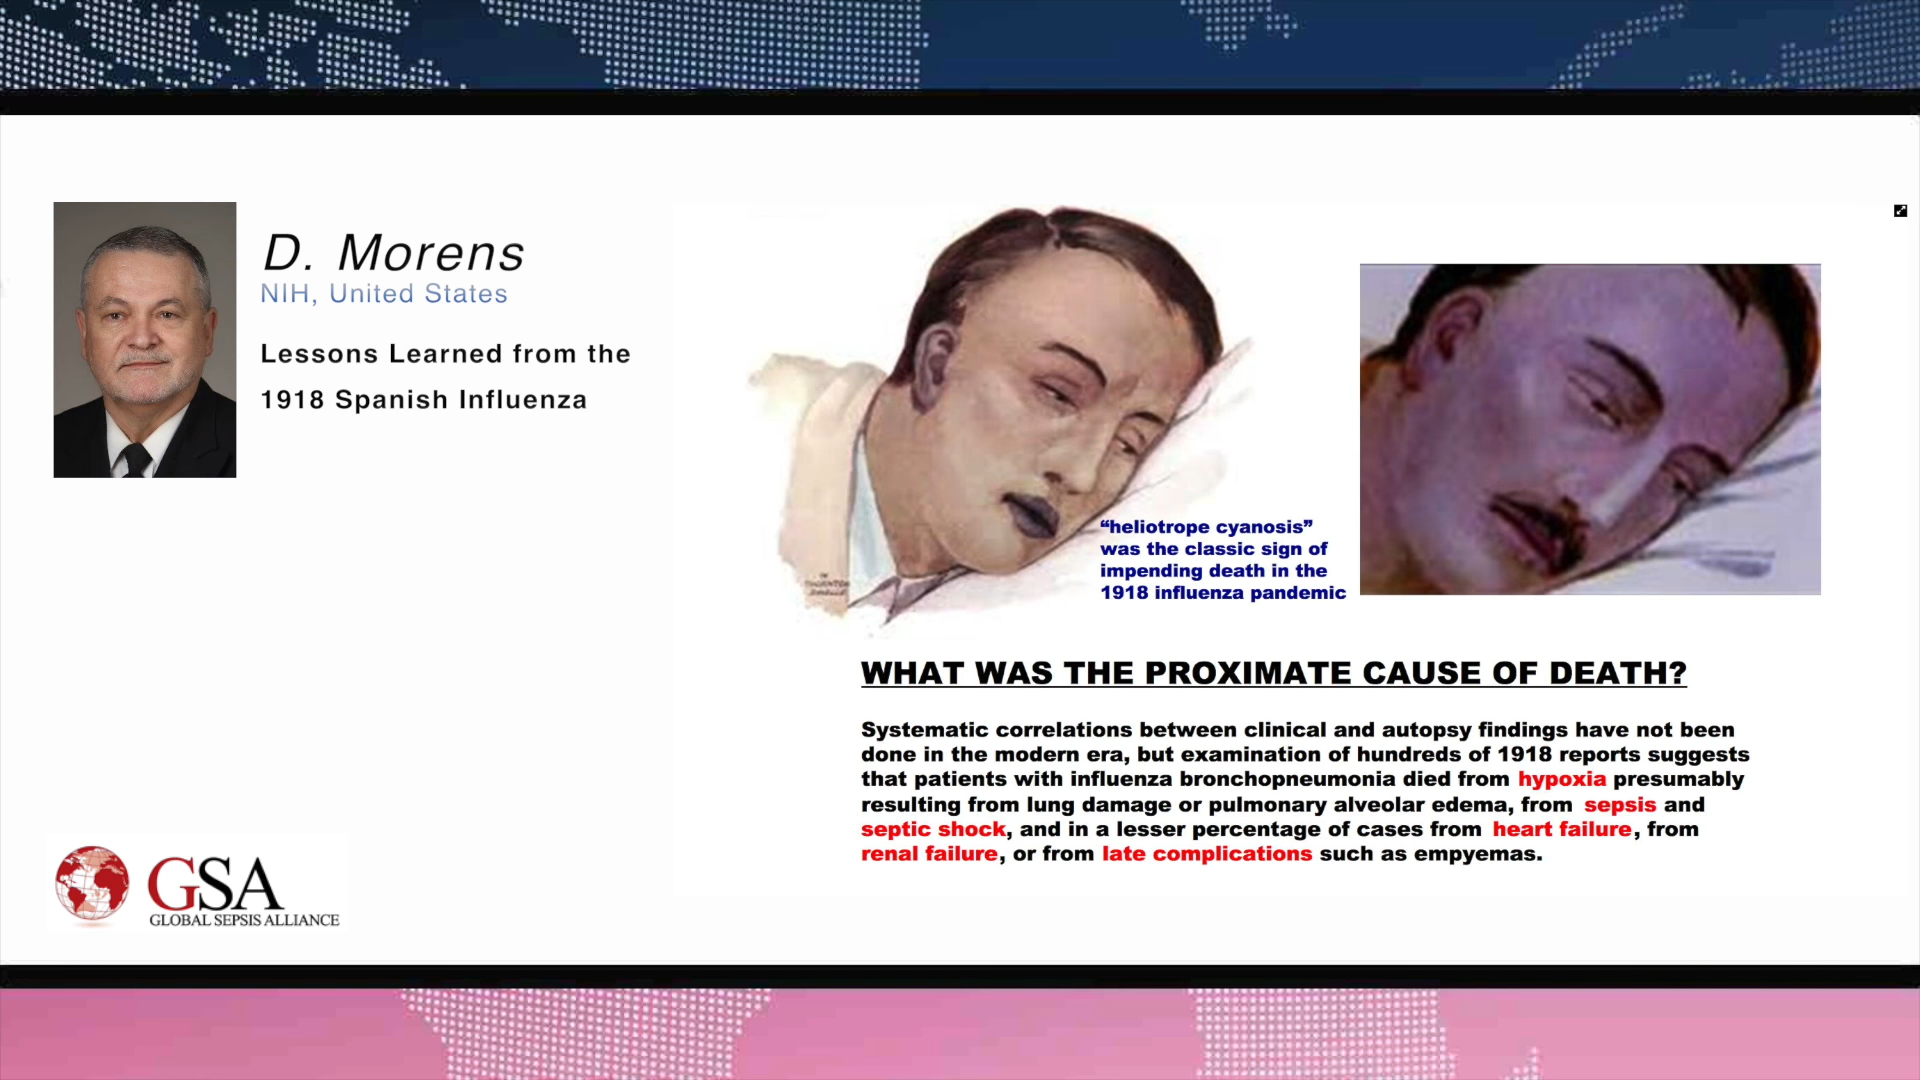 D. Morens
NIH, United States
Lessons Learned from the
1918 Spanish Influenza
“heliotrope cyanosis”
was the classic sign of
impending death in the
1918 influenza pandemic
WHAT WAS THE PROXIMATE CAUSE OF DEATH?
Systematic correlations between clinical and autopsy findings have not been
done in the modern era, but examination of hundreds of 1918 reports suggests
that patients with influenza bronchopneumonia died from hypoxia presumably
resulting from lung damage or pulmonary alveolar edema, from sepsis and
septic shock, and in a lesser percentage of cases from heart failure, from
renal failure, or from late complications such as empyemas.
GSA
GLOBAL SEPSIS ALLIANCE